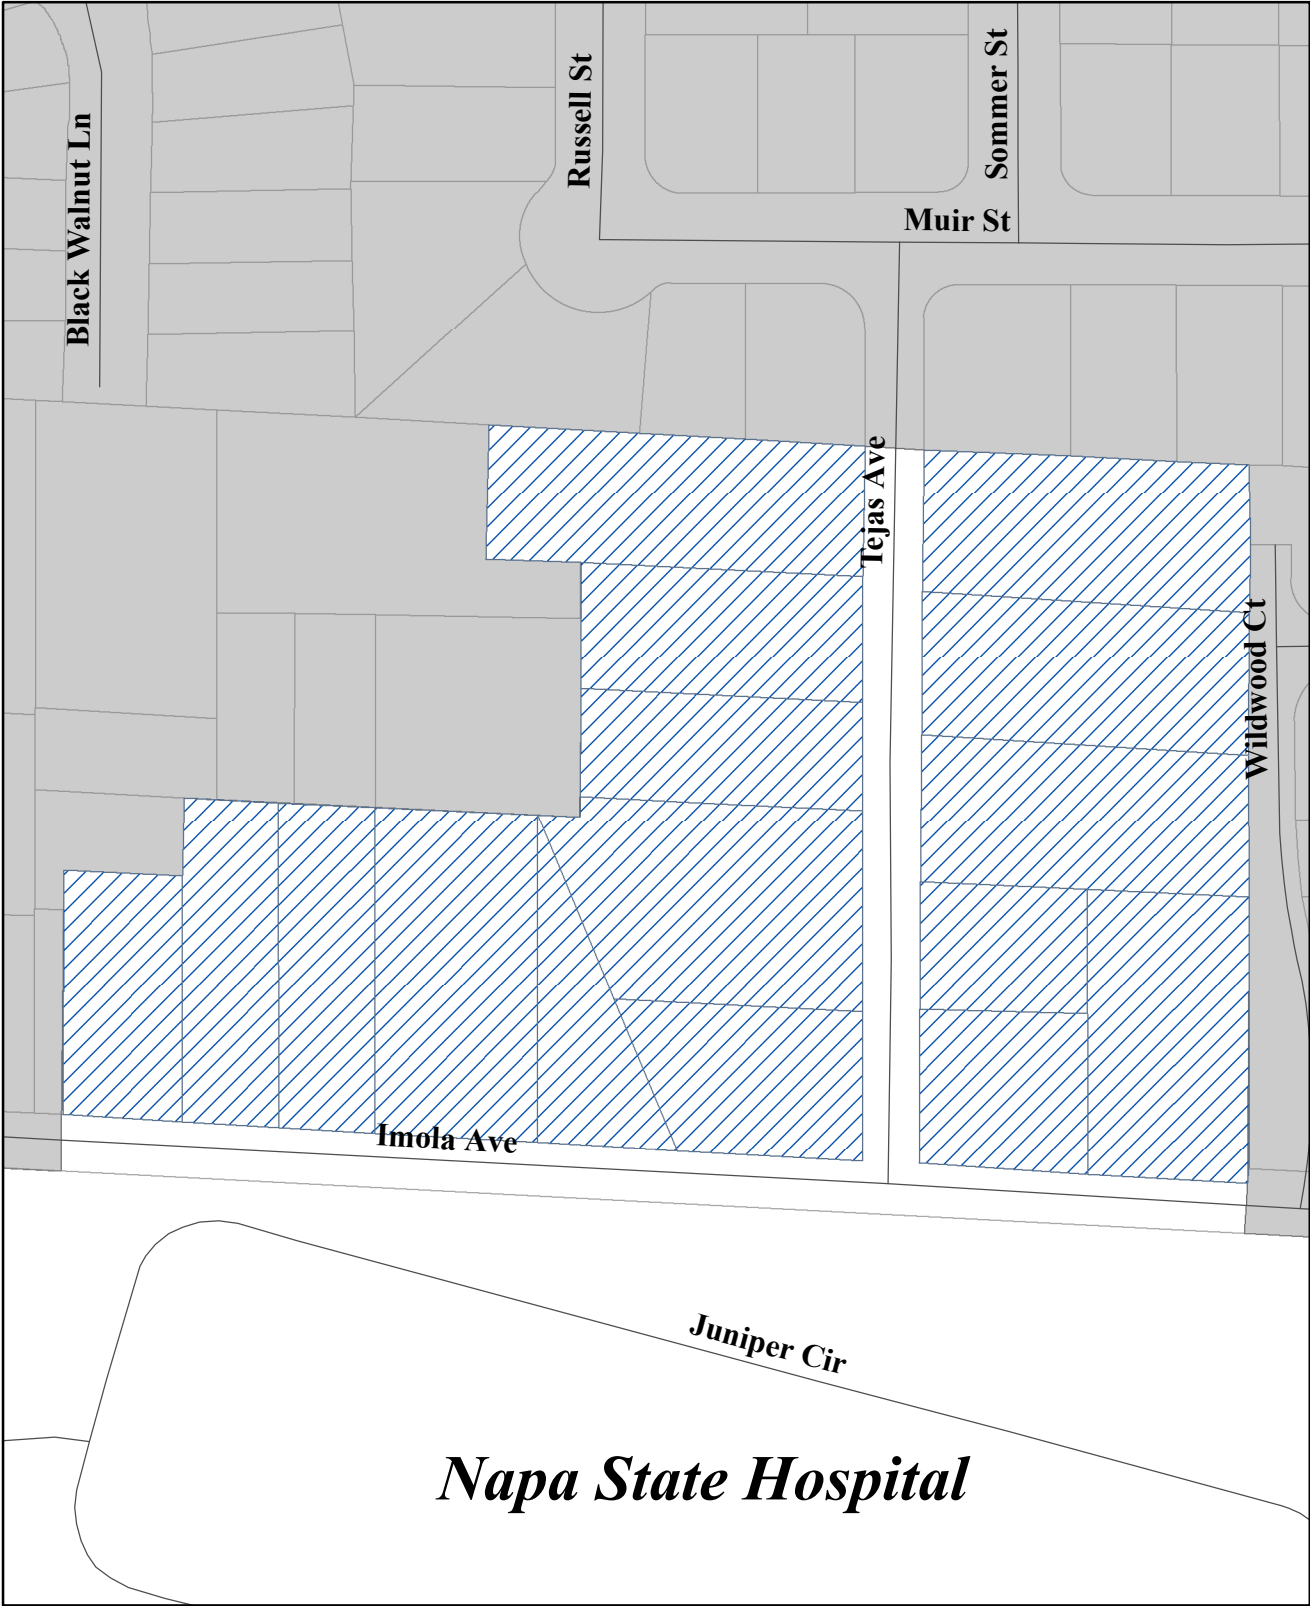 Black Walnut Ln
Russell St
Sommer St
Muir St
Tejas Ave
Wildwood Ct
Imola Ave
Juniper Cir
Napa State Hospital